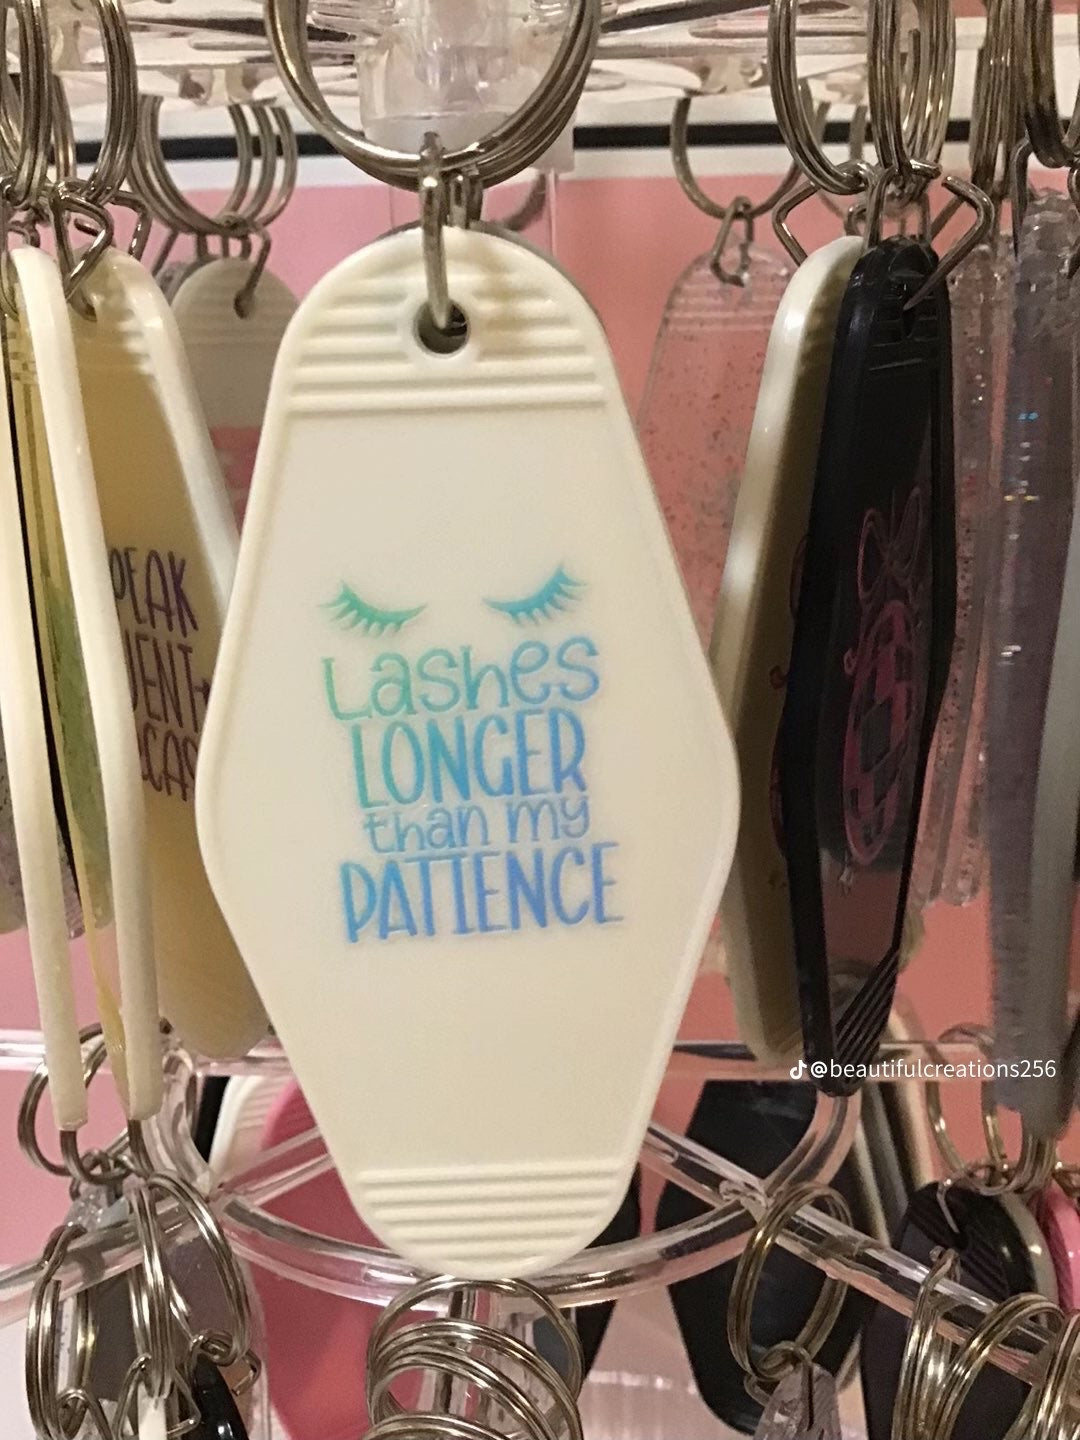 Lashes
LONGER
than my
PATIENCE
@beautifulcreations256